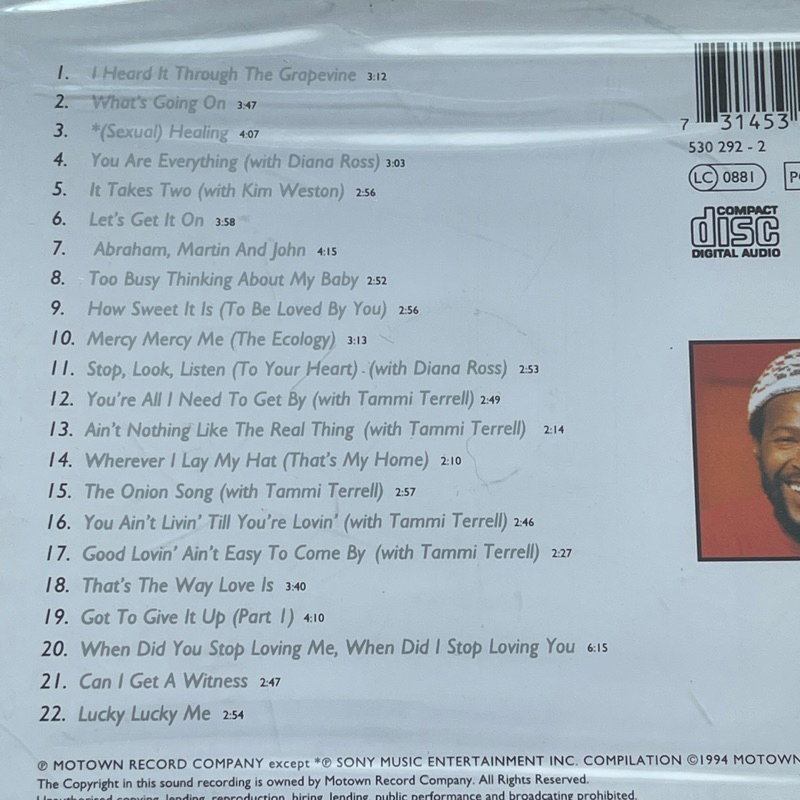 1. I Heard It Through The Grapevine 3:12
2. What's Going On 3:47
3. *(Sexual) Healing 4:07
4. You Are Everything (with Diana Ross) 3:03
5. It Takes Two (with Kim Weston) 2:56
6. Let's Get It On 3:58
7. Abraham, Martin And John 4:15
8. Too Busy Thinking About My Baby 2:52
9. How Sweet It Is (To Be Loved By You) 2:56
10. Mercy Mercy Me (The Ecology) 3:13
11. Stop, Look, Listen (To Your Heart) - (with Diana Ross) 2:53
12. You're All I Need To Get By (with Tammi Terrell) 2:49
13. Ain't Nothing Like The Real Thing (with Tammi Terrell) 2:14
14. Wherever I Lay My Hat (That's My Home) 2:10
15. The Onion Song (with Tammi Terrell) 2:57
16. You Ain't Livin' Till You're Lovin' (with Tammi Terrell) 2:46
17. Good Lovin' Ain't Easy To Come By (with Tammi Terrell) 2:27
18. That's The Way Love Is 3:40
19. Got To Give It Up (Part 1) 4:10
20. When Did You Stop Loving Me, When Did I Stop Loving You 6:15
21. Can I Get A Witness 2:47
22. Lucky Lucky Me 2:54
7 31453
530 292 - 2
LC 0881
COMPACT
disc
DIGITAL AUDIO
℗ MOTOWN RECORD COMPANY except *℗ SONY MUSIC ENTERTAINMENT INC. COMPILATION ©1994 MOTOWN
The Copyright in this sound recording is owned by Motown Record Company. All Rights Reserved.
Unauthorised copying, lending, reproduction, hiring, lending, public performance and broadcasting prohibited.